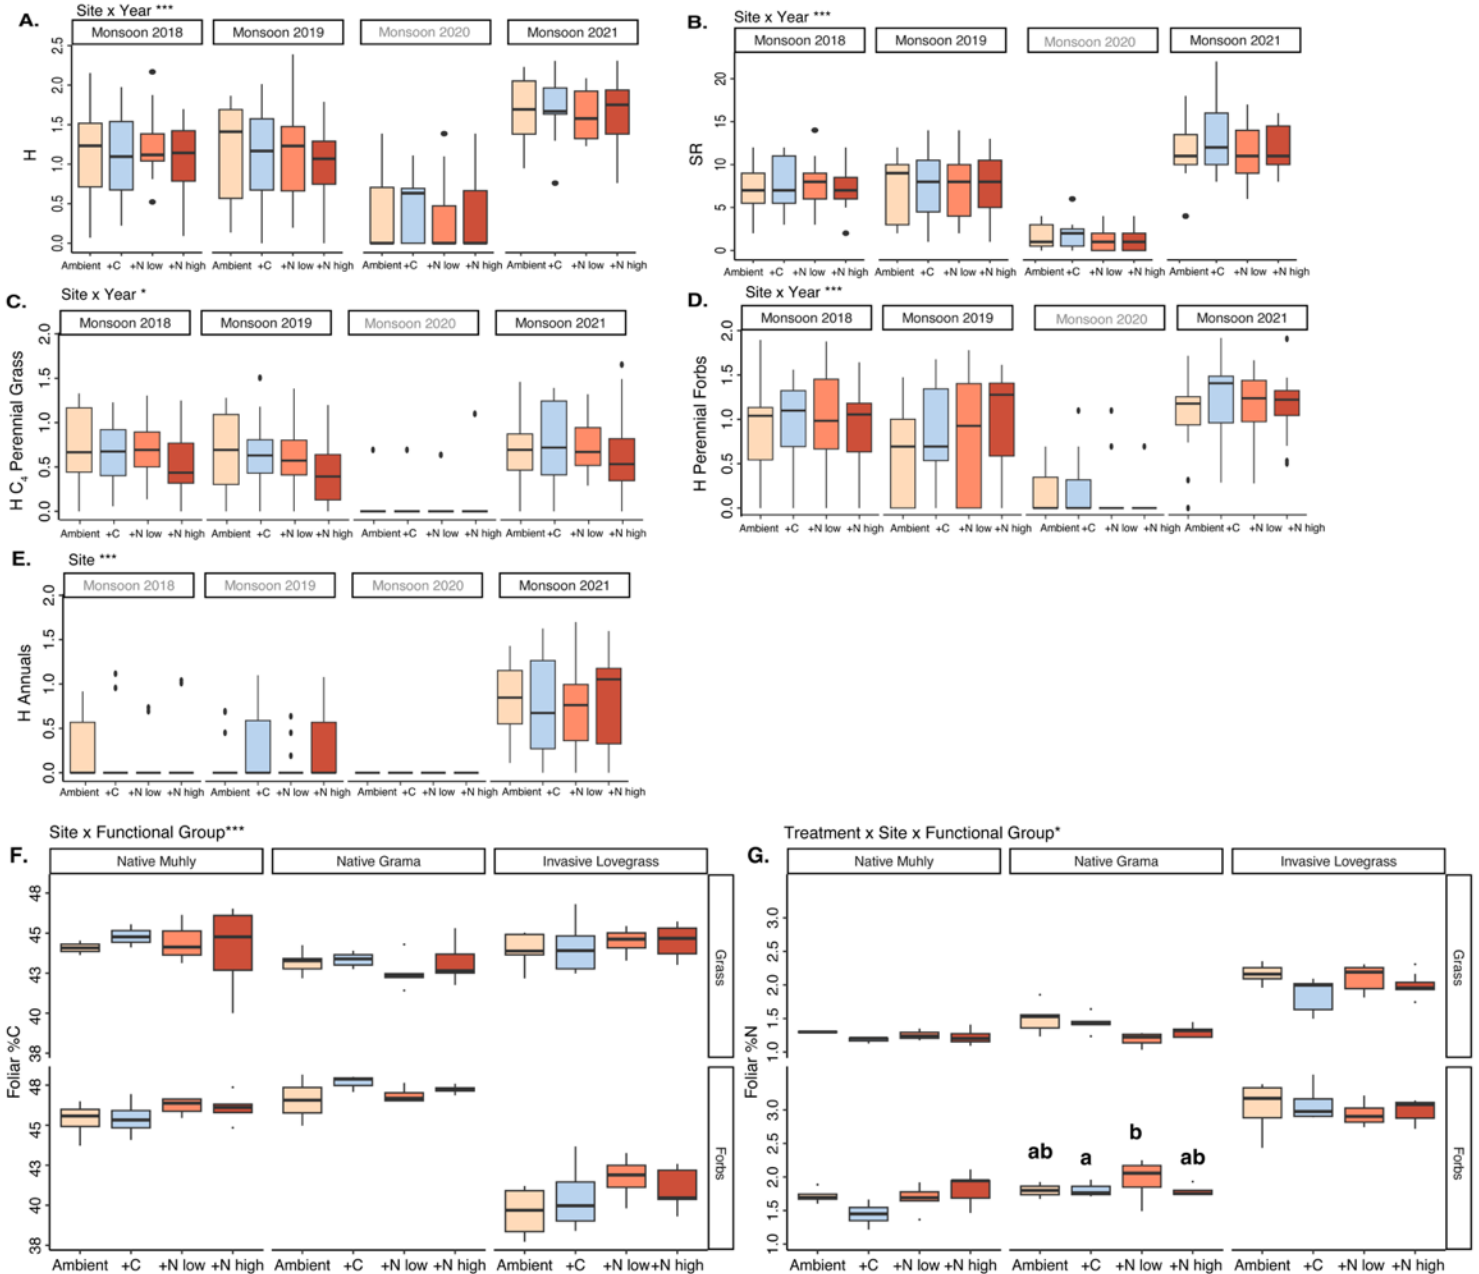 A.
Site x Year ***
Monsoon 2018 Monsoon 2019 Monsoon 2020 Monsoon 2021
H
2.5
2.0
1.5
1.0
0.5
0.0
Ambient +C +N low +N high Ambient +C +N low +N high Ambient +C +N low +N high Ambient +C +N low +N high
B.
Site x Year ***
Monsoon 2018 Monsoon 2019 Monsoon 2020 Monsoon 2021
SR
20
15
10
5
0
Ambient +C +N low +N high Ambient +C +N low +N high Ambient +C +N low +N high Ambient +C +N low +N high
C.
Site x Year *
Monsoon 2018 Monsoon 2019 Monsoon 2020 Monsoon 2021
H C4 Perennial Grass
2.0
1.5
1.0
0.5
0.0
Ambient +C +N low +N high Ambient +C +N low +N high Ambient +C +N low +N high Ambient +C +N low +N high
D.
Site x Year ***
Monsoon 2018 Monsoon 2019 Monsoon 2020 Monsoon 2021
H Perennial Forbs
2.0
1.5
1.0
0.5
0.0
Ambient +C +N low +N high Ambient +C +N low +N high Ambient +C +N low +N high Ambient +C +N low +N high
E.
Site ***
Monsoon 2018 Monsoon 2019 Monsoon 2020 Monsoon 2021
H Annuals
2.0
1.5
1.0
0.5
0.0
Ambient +C +N low +N high Ambient +C +N low +N high Ambient +C +N low +N high Ambient +C +N low +N high
F.
Site x Functional Group***
Native Muhly Native Grama Invasive Lovegrass
Foliar %C
48
45
43
40
38
Grass
48
45
43
40
38
Forbs
Ambient +C +N low +N high Ambient +C +N low +N high Ambient +C +N low +N high
G.
Treatment x Site x Functional Group*
Native Muhly Native Grama Invasive Lovegrass
Foliar %N
3.0
2.5
2.0
1.5
1.0
Grass
3.0
2.5
2.0
1.5
1.0
ab a b ab
Forbs
Ambient +C +N low +N high Ambient +C +N low +N high Ambient +C +N low +N high